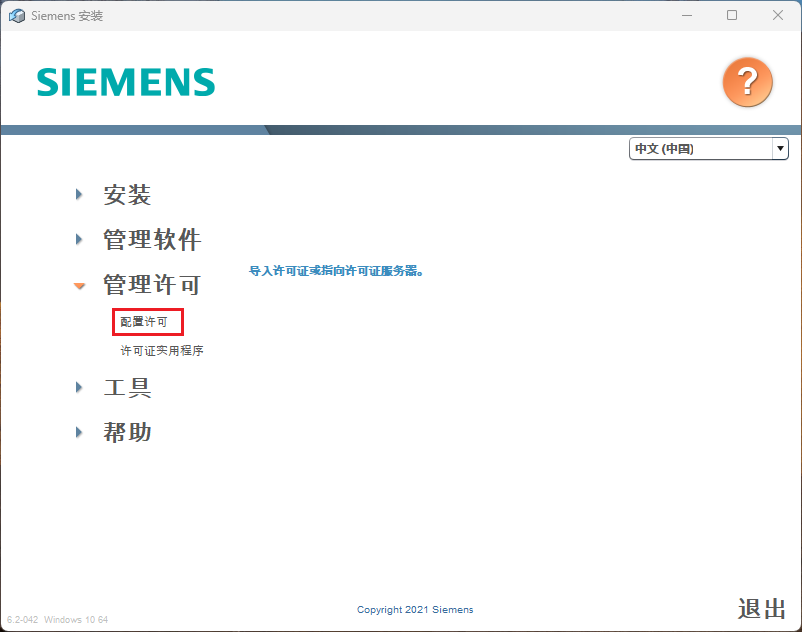 Siemens 安装
SIEMENS
?
中文 (中国)
安装
管理软件
管理许可
导入许可证或指向许可证服务器。
配置许可
许可证实用程序
工具
帮助
Copyright 2021 Siemens
退出
6.2-042 Windows 10 64